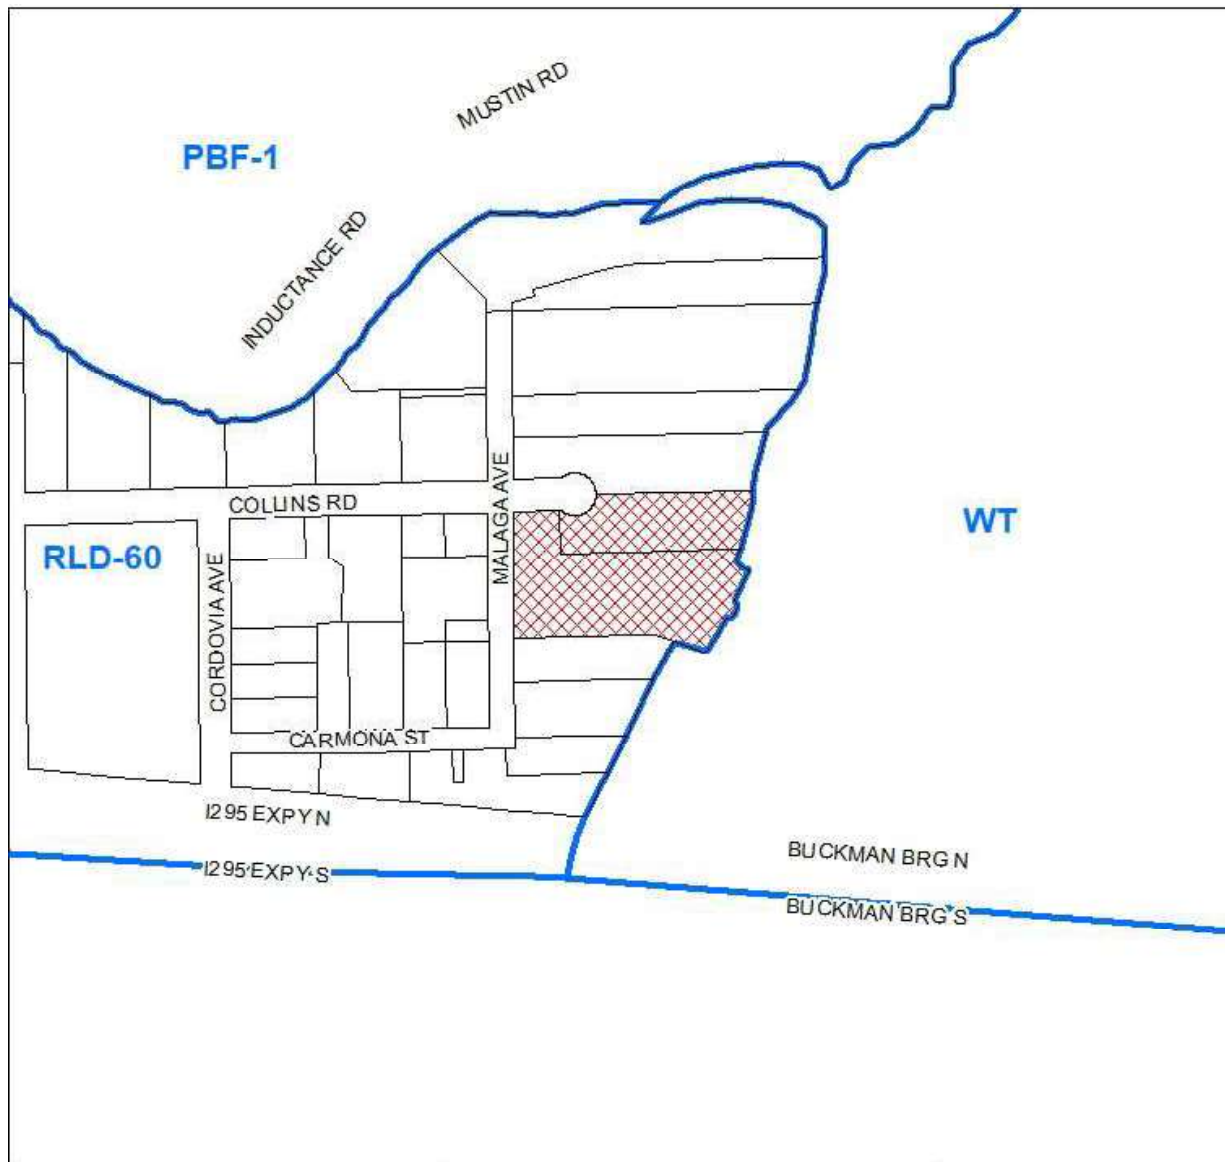 MUSTIN RD
PBF-1
INDUCTANCE RD
COLLINS RD
MALAGA AVE
WT
RLD-60
CORDOVIA AVE
CARMONA ST
I295 EXPY N
BUCKMAN BRG N
I295 EXPY S
BUCKMAN BRG S